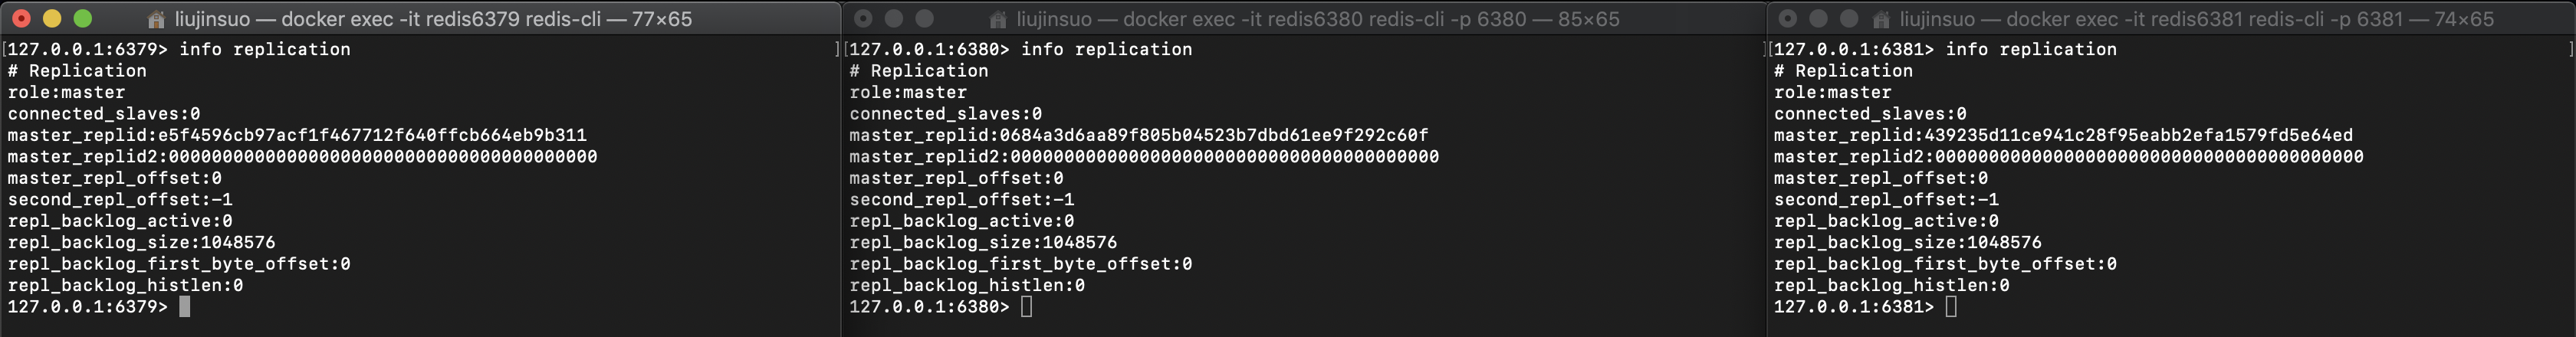 liujinsuo — docker exec -it redis6379 redis-cli — 77×65
[127.0.0.1:6379> info replication ]
# Replication
role:master
connected_slaves:0
master_replid:e5f4596cb97acf1f467712f640ffcb664eb9b311
master_replid2:0000000000000000000000000000000000000000
master_repl_offset:0
second_repl_offset:-1
repl_backlog_active:0
repl_backlog_size:1048576
repl_backlog_first_byte_offset:0
repl_backlog_histlen:0
127.0.0.1:6379>
liujinsuo — docker exec -it redis6380 redis-cli -p 6380 — 85×65
[127.0.0.1:6380> info replication ]
# Replication
role:master
connected_slaves:0
master_replid:0684a3d6aa89f805b04523b7dbd61ee9f292c60f
master_replid2:0000000000000000000000000000000000000000
master_repl_offset:0
second_repl_offset:-1
repl_backlog_active:0
repl_backlog_size:1048576
repl_backlog_first_byte_offset:0
repl_backlog_histlen:0
127.0.0.1:6380>
liujinsuo — docker exec -it redis6381 redis-cli -p 6381 — 74×65
[127.0.0.1:6381> info replication ]
# Replication
role:master
connected_slaves:0
master_replid:439235d11ce941c28f95eabb2efa1579fd5e64ed
master_replid2:0000000000000000000000000000000000000000
master_repl_offset:0
second_repl_offset:-1
repl_backlog_active:0
repl_backlog_size:1048576
repl_backlog_first_byte_offset:0
repl_backlog_histlen:0
127.0.0.1:6381>